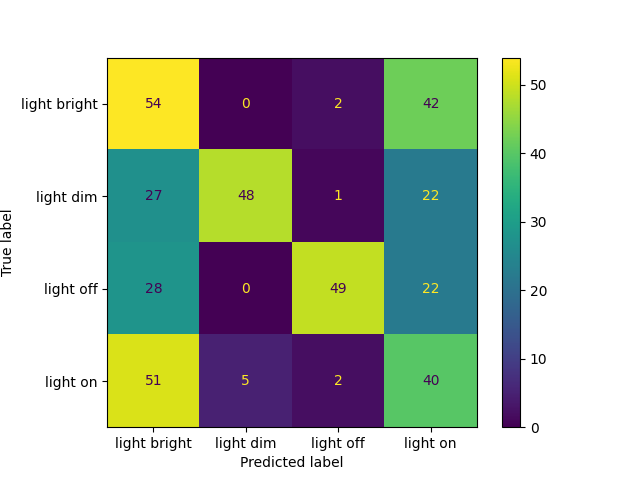 light bright 54 0 2 42
light dim 27 48 1 22
light off 28 0 49 22
light on 51 5 2 40
light bright light dim light off light on
Predicted label
True label
50
40
30
20
10
0